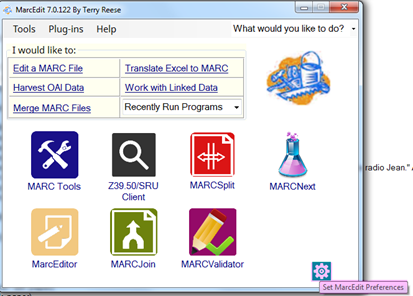 MarcEdit 7.0.122 By Terry Reese
Tools Plug-ins Help What would you like to do?
I would like to:
Edit a MARC File Translate Excel to MARC
Harvest OAI Data Work with Linked Data
Merge MARC Files Recently Run Programs
radio Jean."
MARC Tools Z39.50/SRU Client MARCSplit MARCNext
MarcEditor MARCJoin MARCValidator
Set MarcEdit Preferences